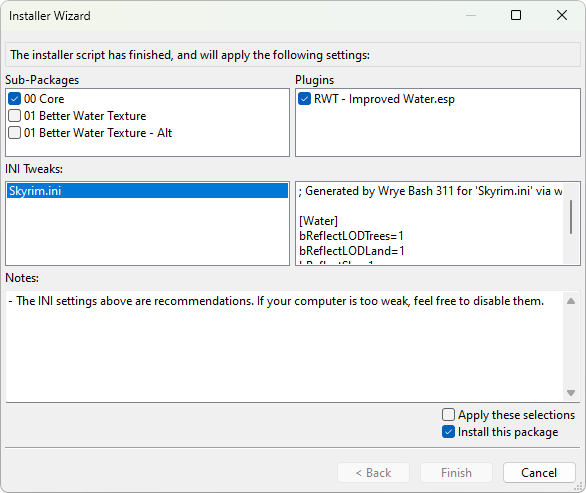 Installer Wizard
The installer script has finished, and will apply the following settings:
Sub-Packages
00 Core
01 Better Water Texture
01 Better Water Texture - Alt
Plugins
RWT - Improved Water.esp
INI Tweaks:
Skyrim.ini
; Generated by Wrye Bash 311 for 'Skyrim.ini' via
[Water]
bReflectLODTrees=1
bReflectLODLand=1
Notes:
- The INI settings above are recommendations. If your computer is too weak, feel free to disable them.
Apply these selections
Install this package
< Back
Finish
Cancel